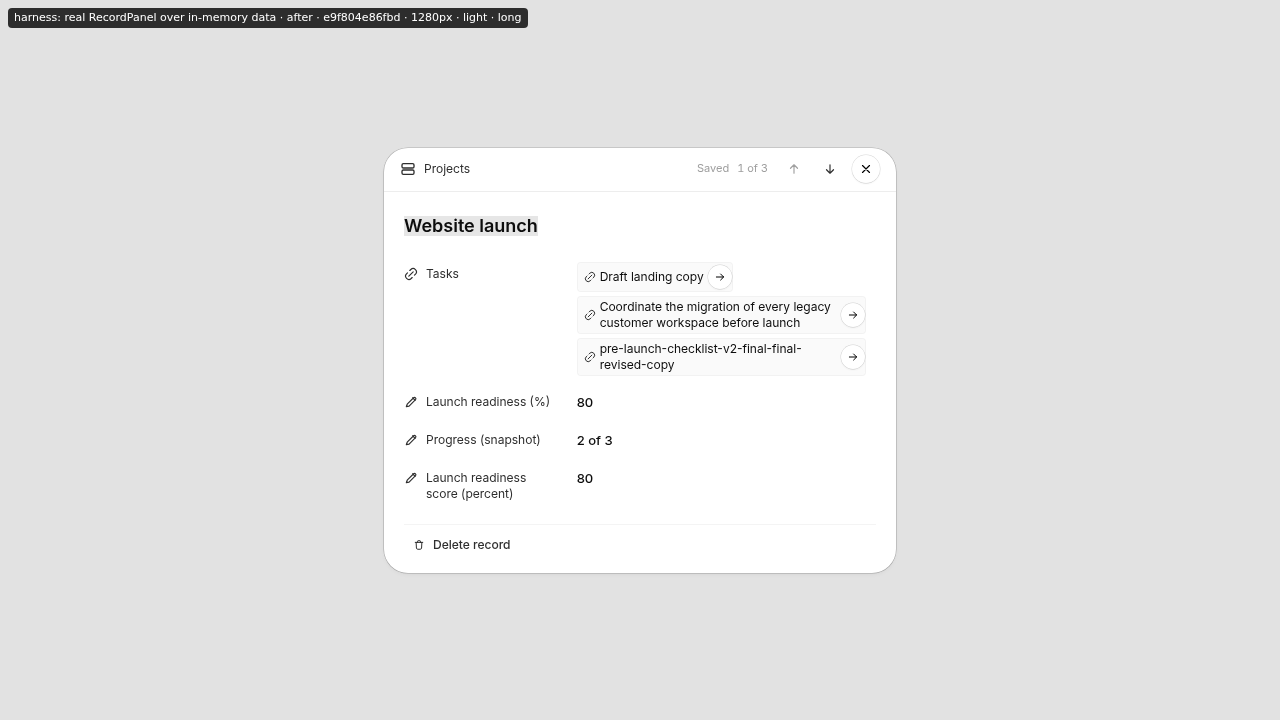 harness: real RecordPanel over in-memory data · after · e9f804e86fbd · 1280px · light · long
Projects
Saved 1 of 3
Website launch
Tasks
Draft landing copy
Coordinate the migration of every legacy
customer workspace before launch
pre-launch-checklist-v2-final-final-
revised-copy
Launch readiness (%)
80
Progress (snapshot)
2 of 3
Launch readiness
score (percent)
80
Delete record